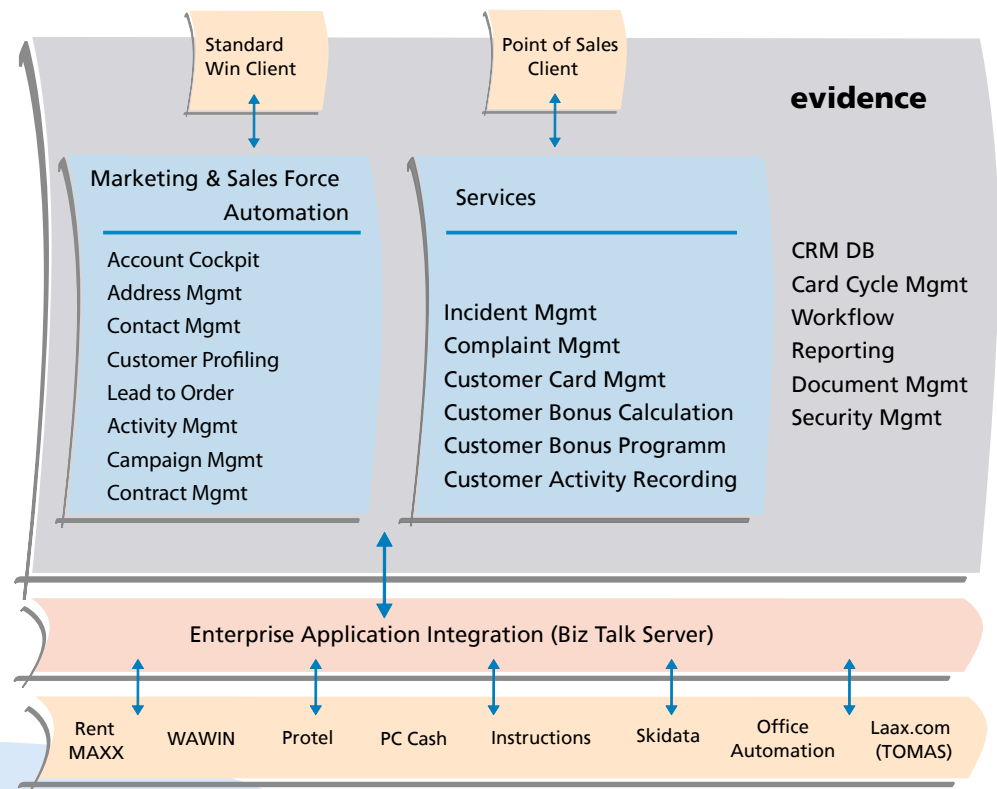 Standard
Win Client
Point of Sales
Client
evidence
Marketing & Sales Force
Automation
Account Cockpit
Address Mgmt
Contact Mgmt
Customer Profiling
Lead to Order
Activity Mgmt
Campaign Mgmt
Contract Mgmt
Services
Incident Mgmt
Complaint Mgmt
Customer Card Mgmt
Customer Bonus Calculation
Customer Bonus Programm
Customer Activity Recording
CRM DB
Card Cycle Mgmt
Workflow
Reporting
Document Mgmt
Security Mgmt
Enterprise Application Integration (Biz Talk Server)
Rent
MAXX
WAWIN
Protel
PC Cash
Instructions
Skidata
Office
Automation
Laax.com
(TOMAS)